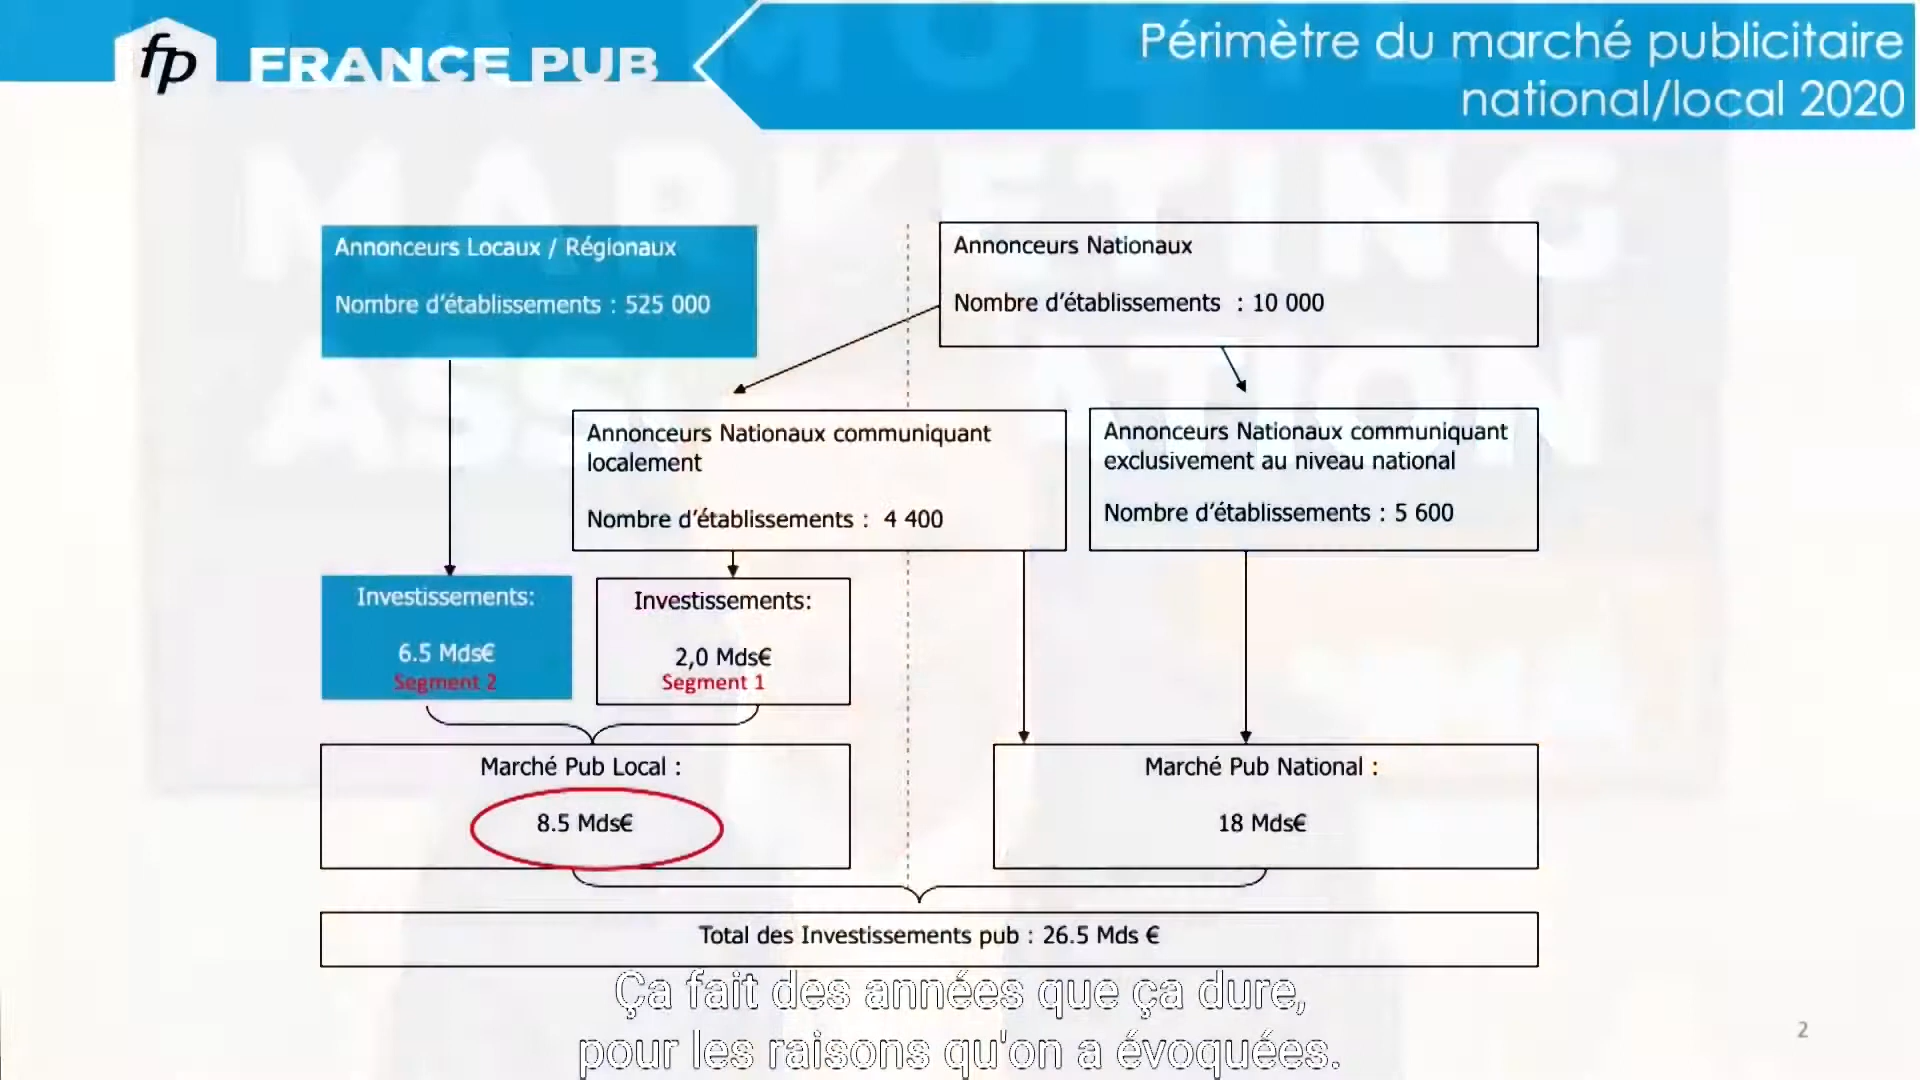 fp FRANCE PUB
Périmètre du marché publicitaire
national/local 2020
MARKETING
Annonceurs Locaux / Régionaux
Nombre d'établissements : 525 000
Annonceurs Nationaux
Nombre d'établissements : 10 000
Annonceurs Nationaux communiquant
localement
Nombre d'établissements : 4 400
Annonceurs Nationaux communiquant
exclusivement au niveau national
Nombre d'établissements : 5 600
Investissements:
6.5 Mds€
Segment 2
Investissements:
2,0 Mds€
Segment 1
Marché Pub Local :
8.5 Mds€
Marché Pub National :
18 Mds€
Total des Investissements pub : 26.5 Mds €
Ça fait des années que ça dure,
pour les raisons qu'on a évoquées.
2